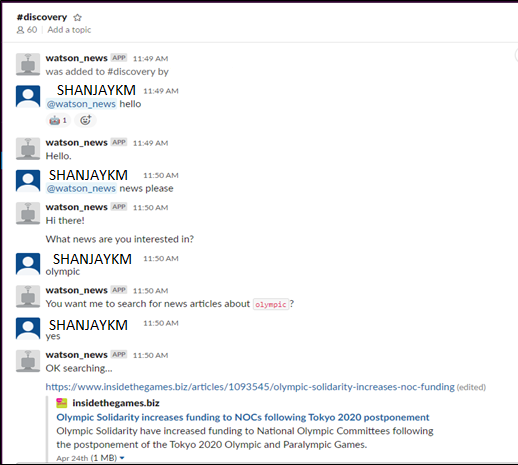 #discovery
60 | Add a topic
watson_news APP 11:49 AM
was added to #discovery by
SHANJAYKM 11:49 AM
@watson_news hello
1
watson_news APP 11:49 AM
Hello.
SHANJAYKM 11:50 AM
@watson_news news please
watson_news APP 11:50 AM
Hi there!
What news are you interested in?
SHANJAYKM 11:50 AM
olympic
watson_news APP 11:50 AM
You want me to search for news articles about olympic?
SHANJAYKM 11:50 AM
yes
watson_news APP 11:50 AM
OK searching...
https://www.insidethegames.biz/articles/1093545/olympic-solidarity-increases-noc-funding (edited)
insidethegames.biz
Olympic Solidarity increases funding to NOCs following Tokyo 2020 postponement
Olympic Solidarity have increased funding to National Olympic Committees following
the postponement of the Tokyo 2020 Olympic and Paralympic Games.
Apr 24th (1 MB)